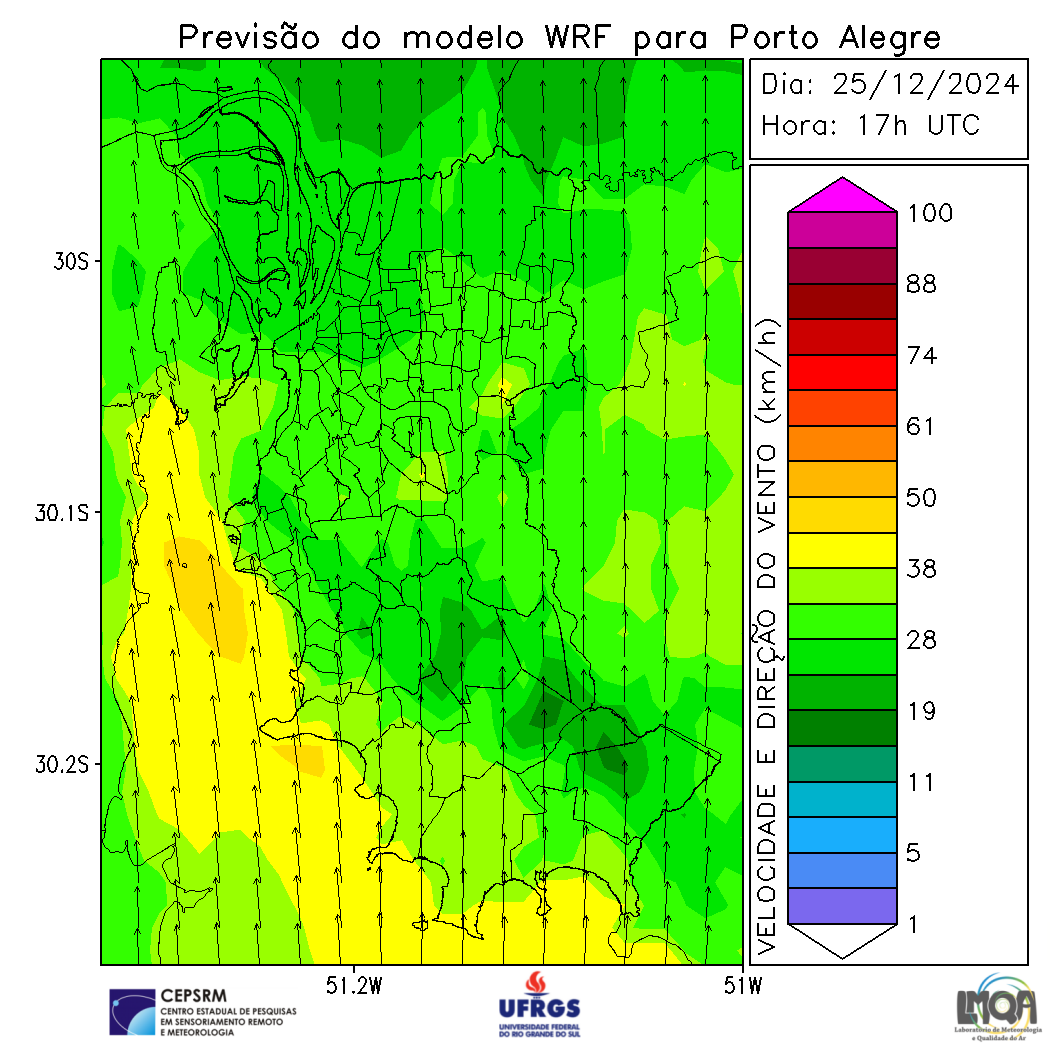 Previsão do modelo WRF para Porto Alegre
Dia: 25/12/2024
Hora: 17h UTC
30S
30.1S
30.2S
51.2W
51W
VELOCIDADE E DIREÇÃO DO VENTO (km/h)
100
88
74
61
50
38
28
19
11
5
1
CEPSRM
CENTRO ESTADUAL DE PESQUISAS
EM SENSORIAMENTO REMOTO
E METEOROLOGIA
UFRGS
UNIVERSIDADE FEDERAL
DO RIO GRANDE DO SUL
LMQA
Laboratório de Meteorologia
e Qualidade do Ar